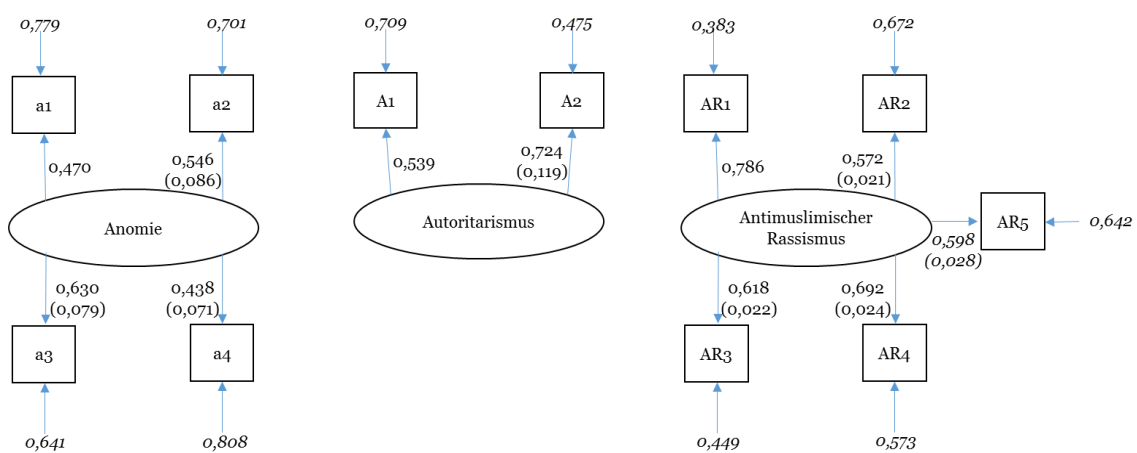 0,779
0,701
a1
a2
0,470
0,546
(0,086)
Anomie
0,630
(0,079)
0,438
(0,071)
a3
a4
0,641
0,808
0,709
0,475
A1
A2
0,539
0,724
(0,119)
Autoritarismus
0,383
0,672
AR1
AR2
0,786
0,572
(0,021)
Antimuslimischer
Rassismus
AR5
0,642
0,598
(0,028)
0,618
(0,022)
0,692
(0,024)
AR3
AR4
0,449
0,573